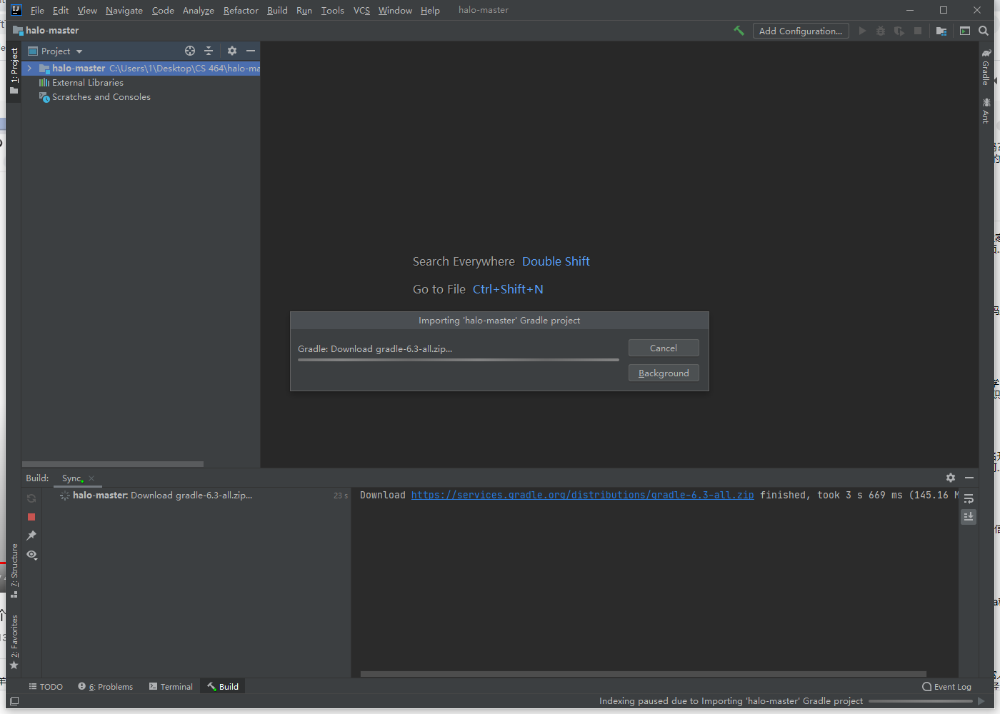 File Edit View Navigate Code Analyze Refactor Build Run Tools VCS Window Help halo-master
halo-master
Add Configuration...
1: Project
Project
halo-master C:\Users\1\Desktop\CS 464\halo-ma
External Libraries
Scratches and Consoles
Gradle
Ant
Search Everywhere Double Shift
Go to File Ctrl+Shift+N
Importing 'halo-master' Gradle project
Gradle: Download gradle-6.3-all.zip...
Cancel
Background
Build: Sync
halo-master: Download gradle-6.3-all.zip... 23 s
Download https://services.gradle.org/distributions/gradle-6.3-all.zip finished, took 3 s 669 ms (145.16 M
7: Structure
2: Favorites
TODO 6: Problems Terminal Build Event Log
Indexing paused due to Importing 'halo-master' Gradle project